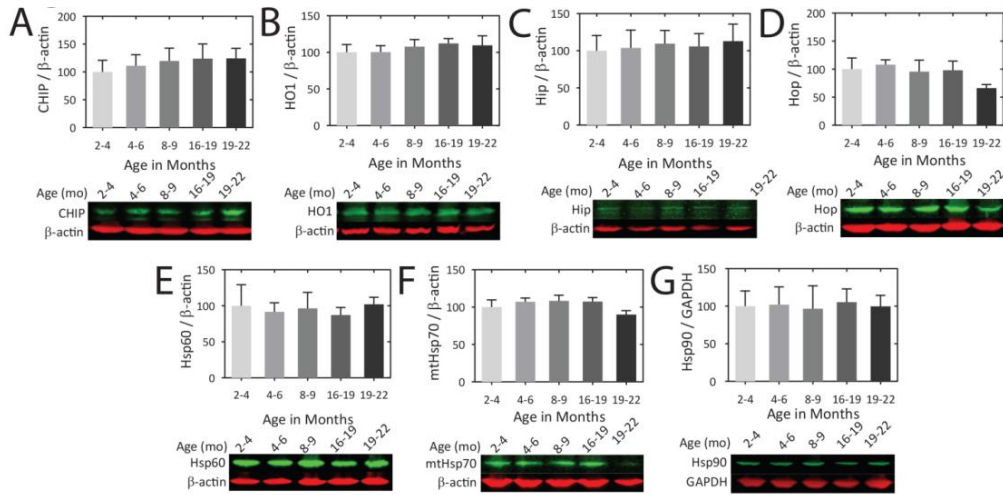 A
CHIP / β-actin
150
100
50
0
2-4 4-6 8-9 16-19 19-22
Age in Months
Age (mo) 2-4 4-6 8-9 16-19 19-22
CHIP
β-actin
B
HO1 / β-actin
150
100
50
0
2-4 4-6 8-9 16-19 19-22
Age in Months
Age (mo) 2-4 4-6 8-9 16-19 19-22
HO1
β-actin
C
Hip / β-actin
150
100
50
0
2-4 4-6 8-9 16-19 19-22
Age in Months
Age (mo) 2-4 4-6 8-9 16-19 19-22
Hip
β-actin
D
Hop / β-actin
150
100
50
0
2-4 4-6 8-9 16-19 19-22
Age in Months
Age (mo) 2-4 4-6 8-9 16-19 19-22
Hop
β-actin
E
Hsp60 / β-actin
150
100
50
0
2-4 4-6 8-9 16-19 19-22
Age in Months
Age (mo) 2-4 4-6 8-9 16-19 19-22
Hsp60
β-actin
F
mtHsp70 / β-actin
150
100
50
0
2-4 4-6 8-9 16-19 19-22
Age in Months
Age (mo) 2-4 4-6 8-9 16-19 19-22
mtHsp70
β-actin
G
Hsp90 / GAPDH
150
100
50
0
2-4 4-6 8-9 16-19 19-22
Age in Months
Age (mo) 2-4 4-6 8-9 16-19 19-22
Hsp90
GAPDH